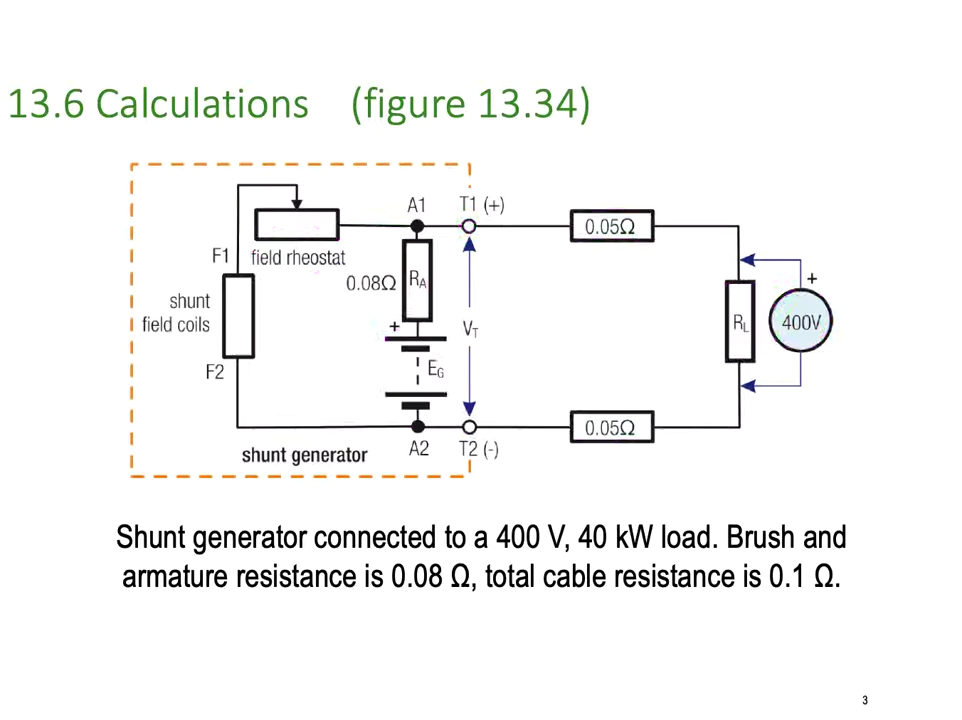 13.6 Calculations (figure 13.34)
A1
T1 (+)
0.05Ω
F1
field rheostat
0.08Ω
RA
+
shunt
field coils
+
VT
RL
400V
EG
F2
0.05Ω
shunt generator
A2
T2 (-)
Shunt generator connected to a 400 V, 40 kW load. Brush and
armature resistance is 0.08 Ω, total cable resistance is 0.1 Ω.
3